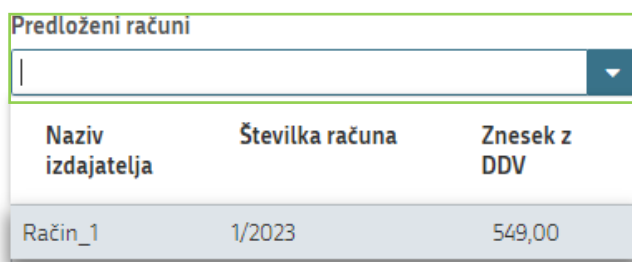 Predloženi računi
Naziv izdajatelja Številka računa Znesek z DDV
Račin_1 1/2023 549,00